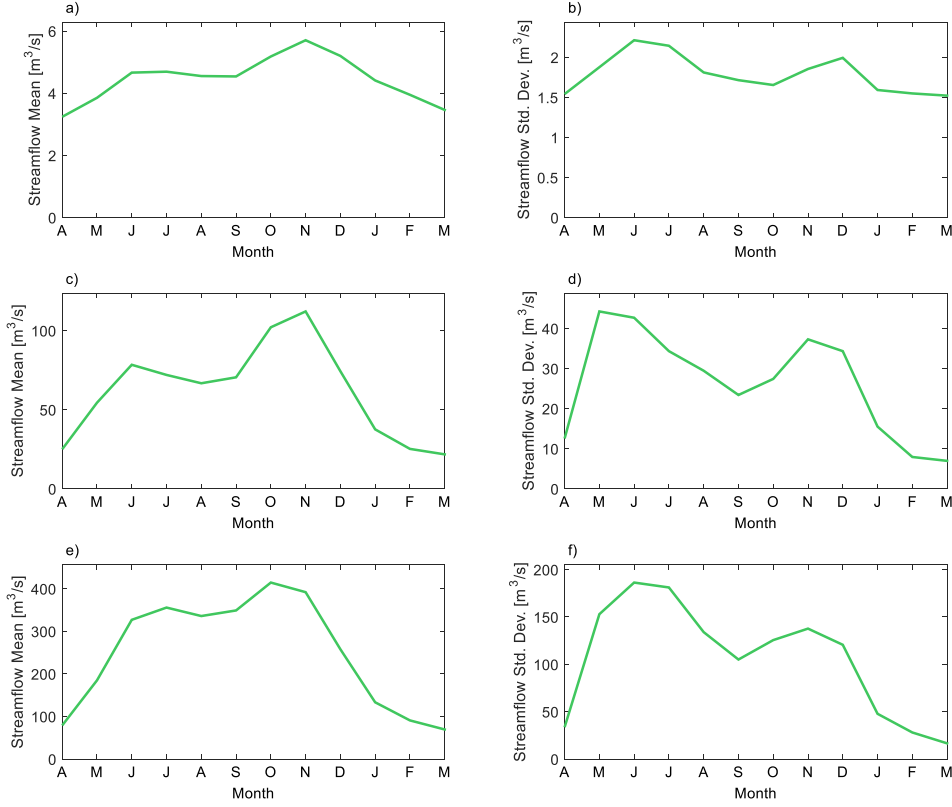 a)
Streamflow Mean [m³/s]
6
4
2
0
A M J J A S O N D J F M
Month
b)
Streamflow Std. Dev. [m³/s]
2
1.5
1
0.5
0
A M J J A S O N D J F M
Month
c)
Streamflow Mean [m³/s]
100
50
0
A M J J A S O N D J F M
Month
d)
Streamflow Std. Dev. [m³/s]
40
30
20
10
0
A M J J A S O N D J F M
Month
e)
Streamflow Mean [m³/s]
400
300
200
100
0
A M J J A S O N D J F M
Month
f)
Streamflow Std. Dev. [m³/s]
200
150
100
50
0
A M J J A S O N D J F M
Month